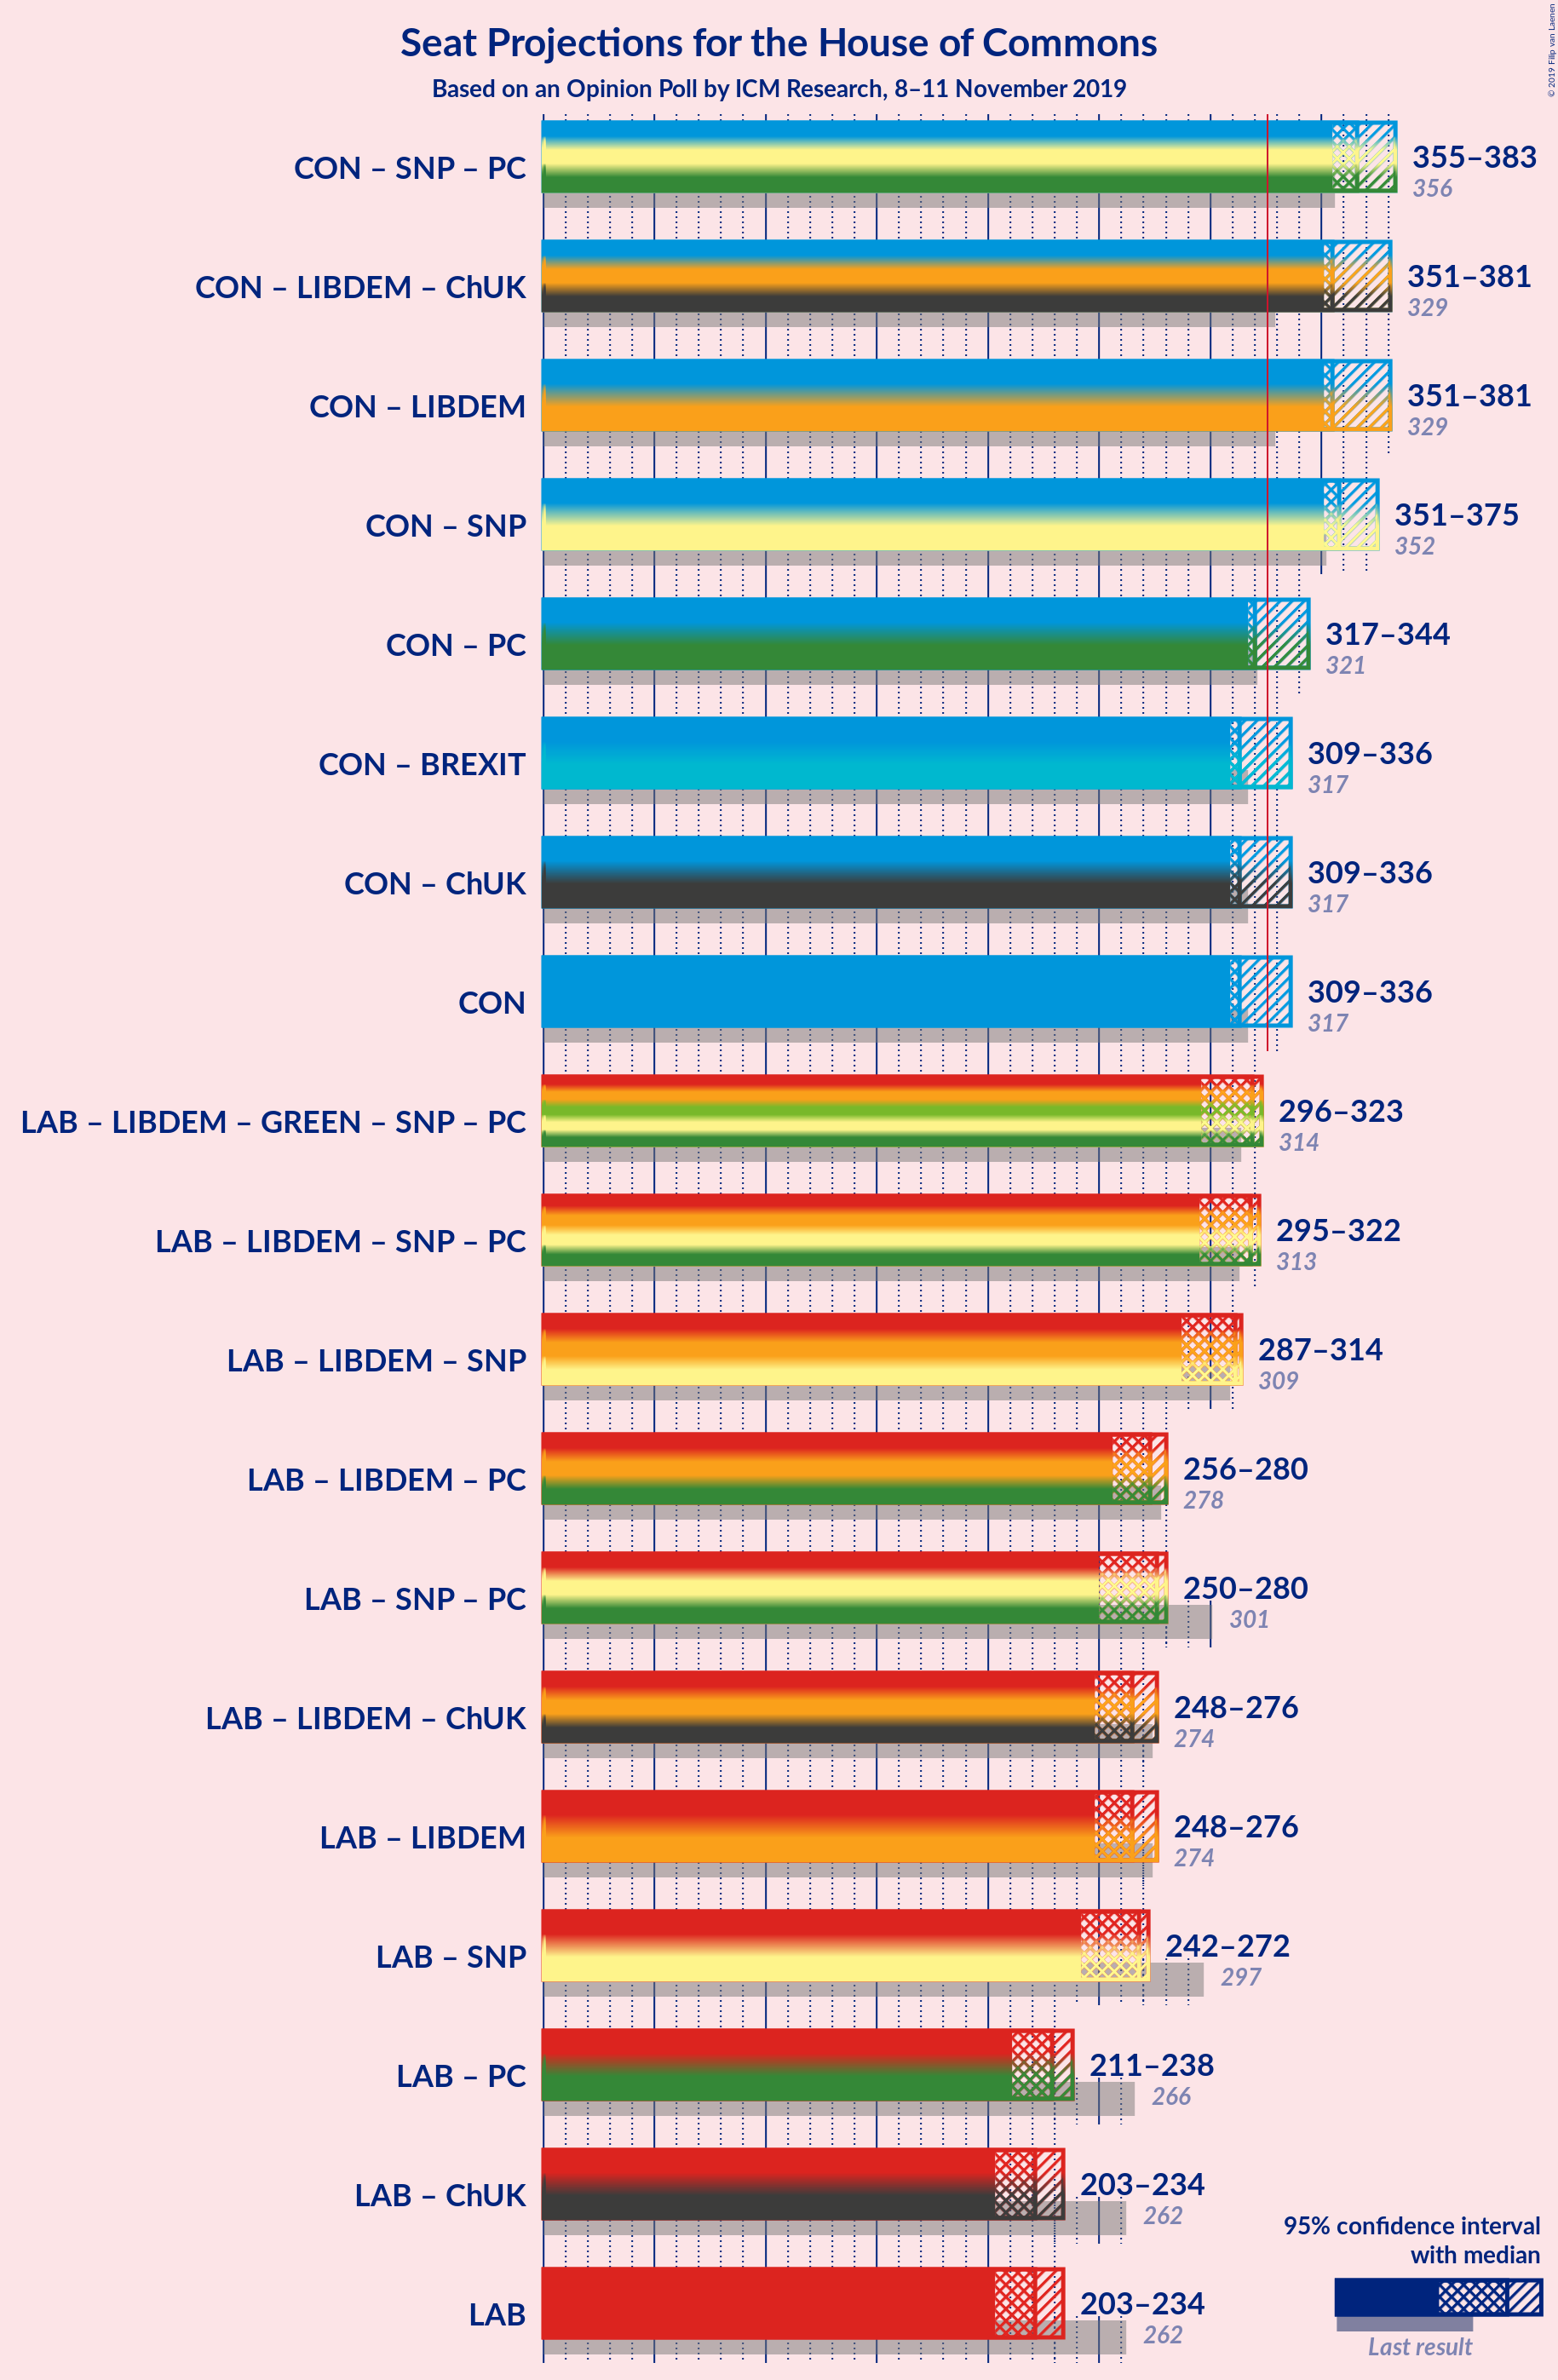 Seat Projections for the House of Commons
Based on an Opinion Poll by ICM Research, 8–11 November 2019
© 2019 Filip van Laenen
CON – SNP – PC
355–383
356
CON – LIBDEM – ChUK
351–381
329
CON – LIBDEM
351–381
329
CON – SNP
351–375
352
CON – PC
317–344
321
CON – BREXIT
309–336
317
CON – ChUK
309–336
317
CON
309–336
317
LAB – LIBDEM – GREEN – SNP – PC
296–323
314
LAB – LIBDEM – SNP – PC
295–322
313
LAB – LIBDEM – SNP
287–314
309
LAB – LIBDEM – PC
256–280
278
LAB – SNP – PC
250–280
301
LAB – LIBDEM – ChUK
248–276
274
LAB – LIBDEM
248–276
274
LAB – SNP
242–272
297
LAB – PC
211–238
266
LAB – ChUK
203–234
262
LAB
203–234
262
95% confidence interval
with median
Last result